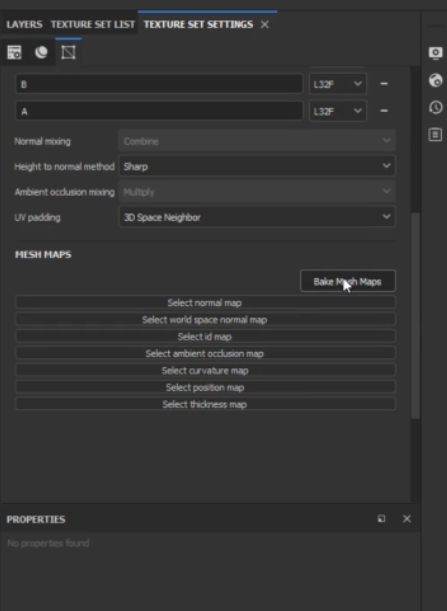 LAYERS TEXTURE SET LIST TEXTURE SET SETTINGS
B L32F
A L32F
Normal mixing Combine
Height to normal method Sharp
Ambient occlusion mixing Multiply
UV padding 3D Space Neighbor
MESH MAPS
Bake Mesh Maps
Select normal map
Select world space normal map
Select id map
Select ambient occlusion map
Select curvature map
Select position map
Select thickness map
PROPERTIES
No properties found